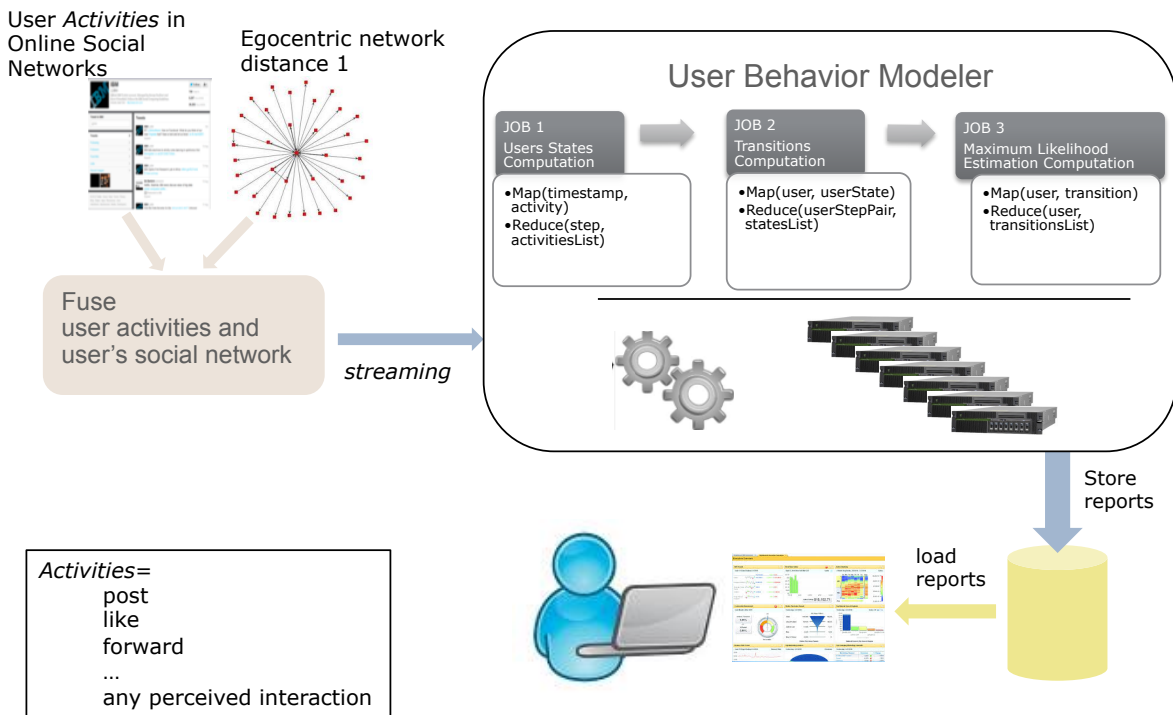 User Activities in
Online Social
Networks
Egocentric network
distance 1
User Behavior Modeler
JOB 1
Users States
Computation
•Map(timestamp,
activity)
•Reduce(step,
activitiesList)
JOB 2
Transitions
Computation
•Map(user, userState)
•Reduce(userStepPair,
statesList)
JOB 3
Maximum Likelihood
Estimation Computation
•Map(user, transition)
•Reduce(user,
transitionsList)
Fuse
user activities and
user's social network
streaming
Store
reports
load
reports
Activities=
post
like
forward
...
any perceived interaction